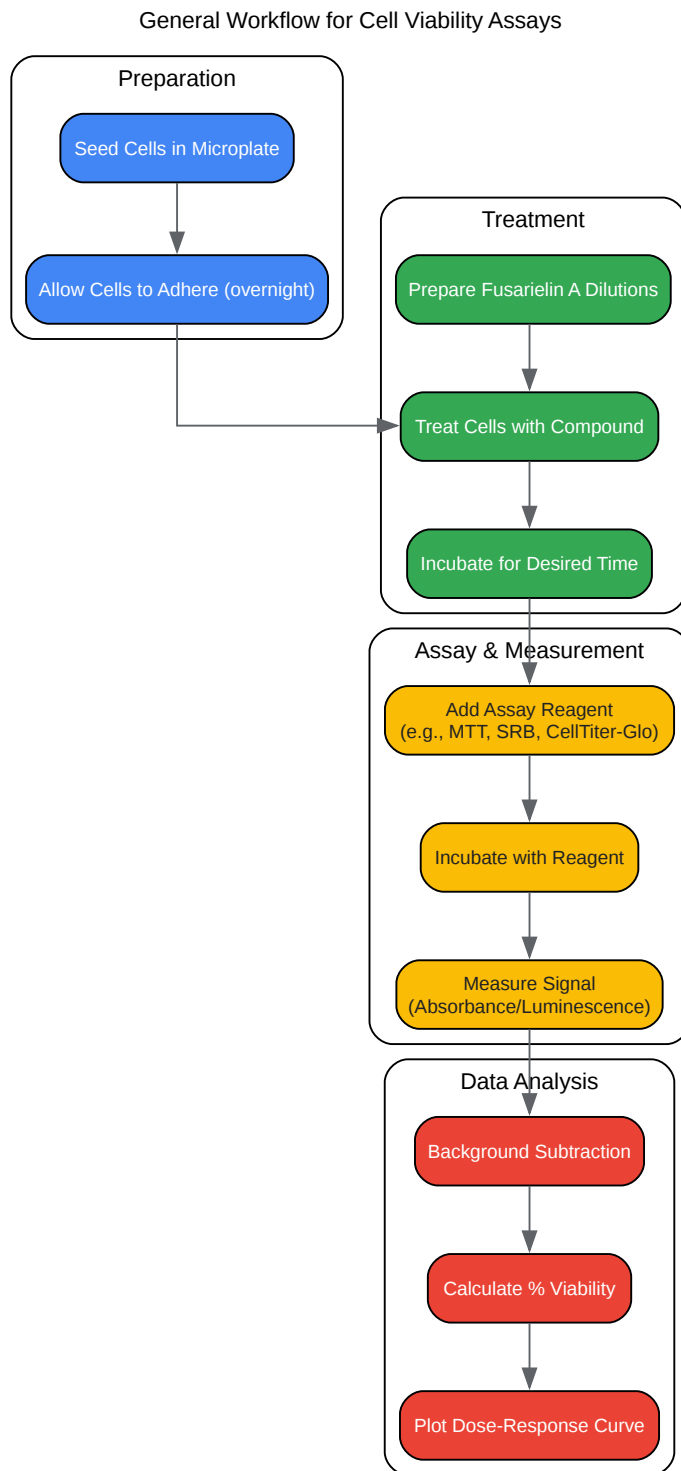 General Workflow for Cell Viability Assays
Preparation
Seed Cells in Microplate
Allow Cells to Adhere (overnight)
Treatment
Prepare Fusarielin A Dilutions
Treat Cells with Compound
Incubate for Desired Time
Assay & Measurement
Add Assay Reagent
(e.g., MTT, SRB, CellTiter-Glo)
Incubate with Reagent
Measure Signal
(Absorbance/Luminescence)
Data Analysis
Background Subtraction
Calculate % Viability
Plot Dose-Response Curve